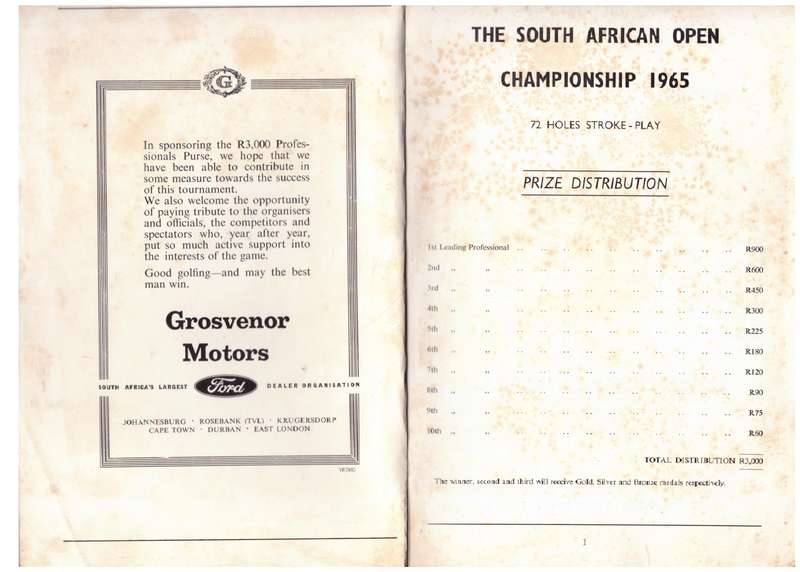 G
In sponsoring the R3,000 Profes-
sionals Purse, we hope that we
have been able to contribute in
some measure towards the success
of this tournament.
We also welcome the opportunity
of paying tribute to the organisers
and officials, the competitors and
spectators who, year after year,
put so much active support into
the interests of the game.
Good golfing—and may the best
man win.
Grosvenor
Motors
SOUTH AFRICA'S LARGEST Ford DEALER ORGANISATION
JOHANNESBURG · ROSEBANK (TVL) · KRUGERSDORP
CAPE TOWN · DURBAN · EAST LONDON
THE SOUTH AFRICAN OPEN
CHAMPIONSHIP 1965
72 HOLES STROKE-PLAY
PRIZE DISTRIBUTION
1st Leading Professional .. .. .. .. .. .. .. .. .. .. R900
2nd ,, ,, .. .. .. .. .. .. .. .. .. R600
3rd ,, ,, .. .. .. .. .. .. .. .. .. R450
4th ,, ,, .. .. .. .. .. .. .. .. .. R300
5th ,, ,, .. .. .. .. .. .. .. .. .. R225
6th ,, ,, .. .. .. .. .. .. .. .. .. R180
7th ,, ,, .. .. .. .. .. .. .. .. .. R120
8th ,, ,, .. .. .. .. .. .. .. .. .. R90
9th ,, ,, .. .. .. .. .. .. .. .. .. R75
10th ,, ,, .. .. .. .. .. .. .. .. .. R60
TOTAL DISTRIBUTION R3,000
The winner, second and third will receive Gold, Silver and Bronze medals respectively.
1